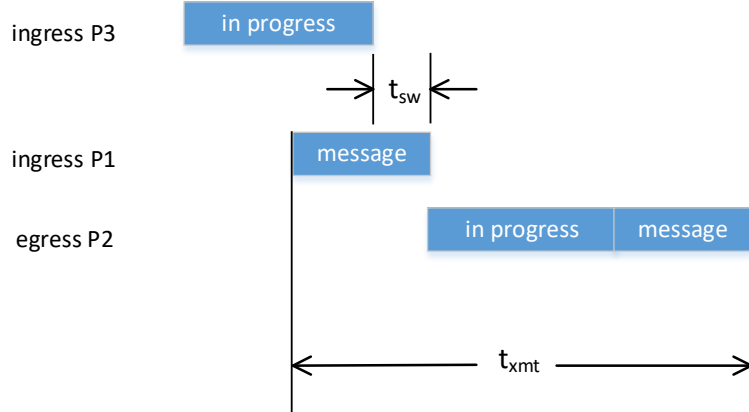 ingress P3
in progress
tsw
ingress P1
message
egress P2
in progress
message
txmt